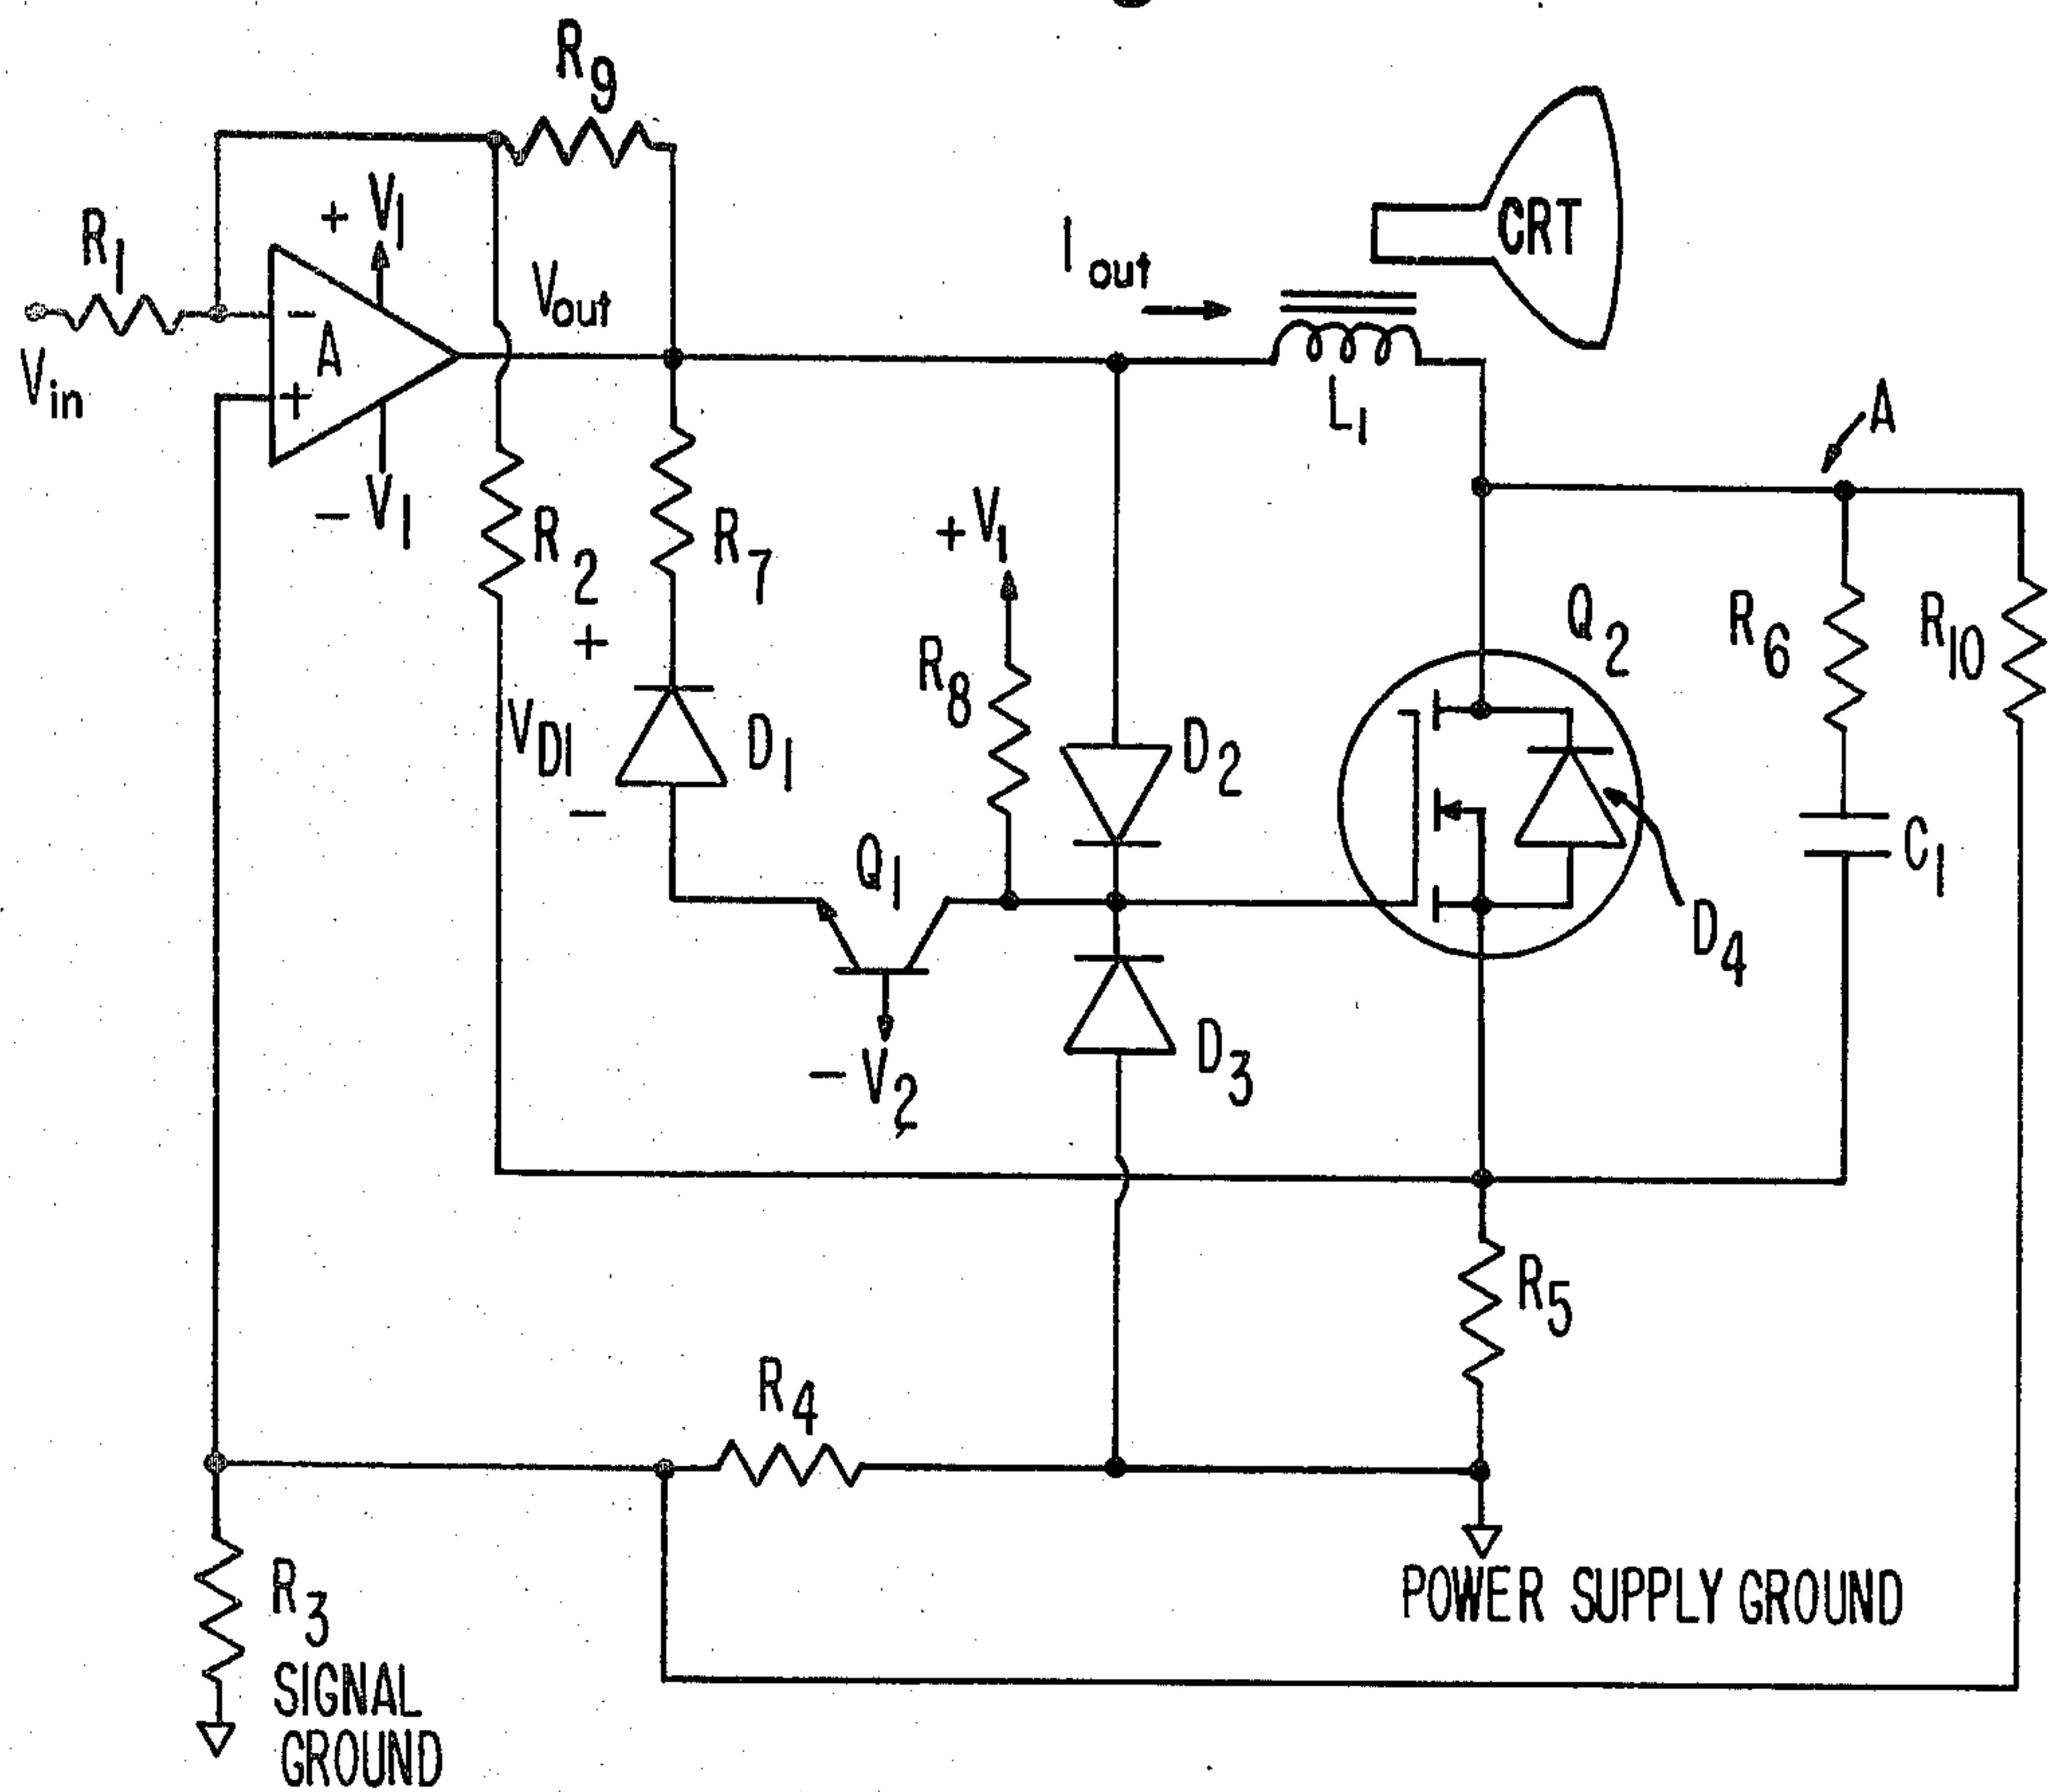 R9
CRT
+ V1
R1
Iout
Vout
- A
+
Vin
L1
A
- V1
R2
R7
+ V1
+
VD1
-
D1
R8
D2
Q2
R6
R10
Q1
C1
D4
- V2
D3
R5
R4
R3
POWER SUPPLY GROUND
SIGNAL
GROUND